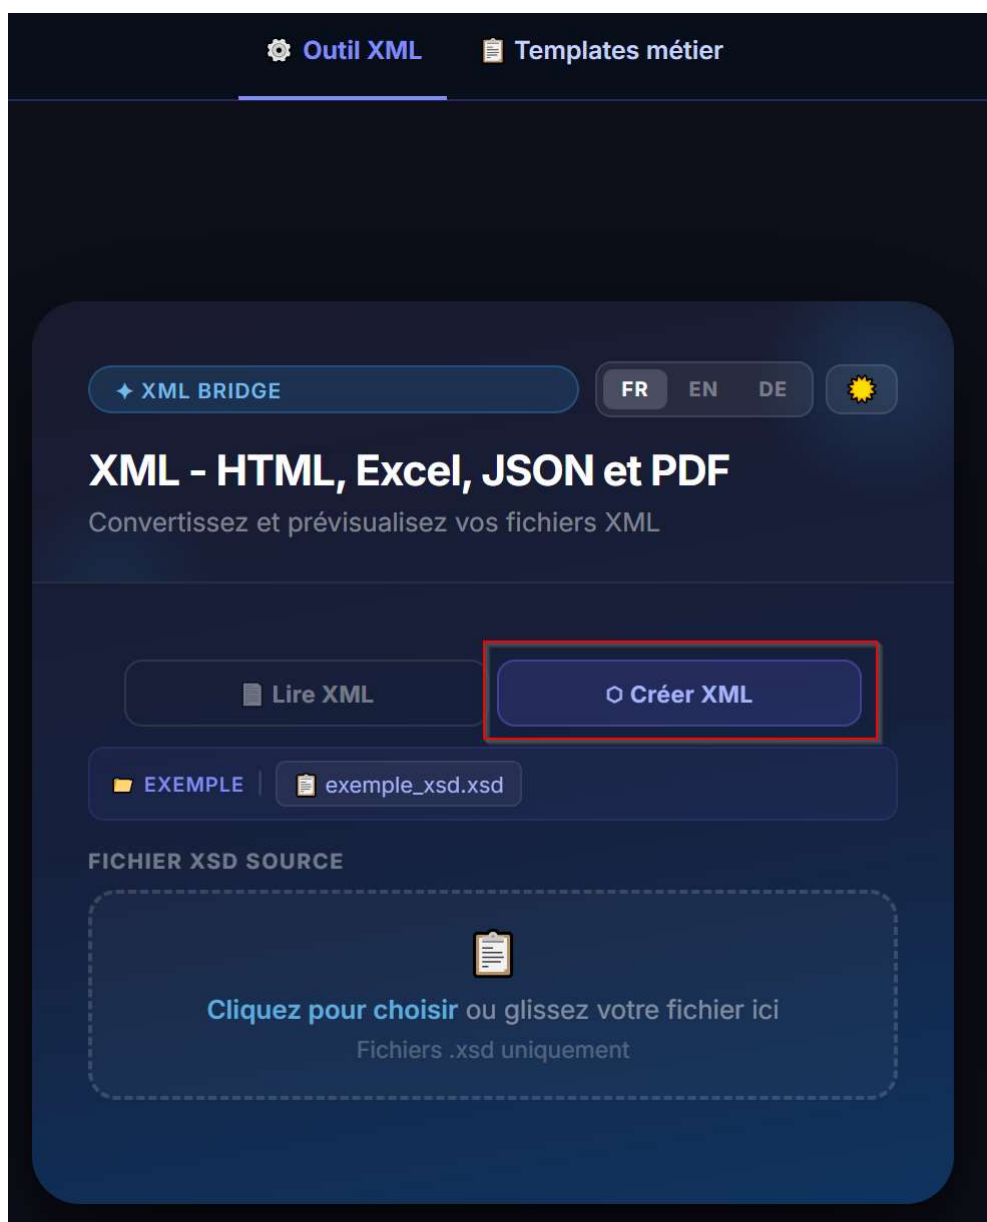 Outil XML
Templates métier
XML BRIDGE
FR EN DE
XML - HTML, Excel, JSON et PDF
Convertissez et prévisualisez vos fichiers XML
Lire XML
Créer XML
EXEMPLE
exemple_xsd.xsd
FICHIER XSD SOURCE
Cliquez pour choisir ou glissez votre fichier ici
Fichiers .xsd uniquement